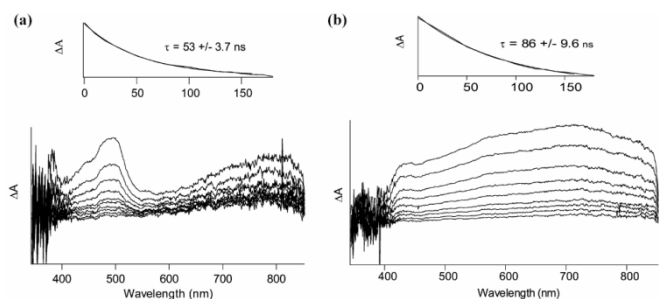 (a)
ΔA
τ = 53 +/- 3.7 ns
0 50 100 150
ΔA
400 500 600 700 800
Wavelength (nm)
(b)
ΔA
τ = 86 +/- 9.6 ns
0 50 100 150
ΔA
400 500 600 700 800
Wavelength (nm)